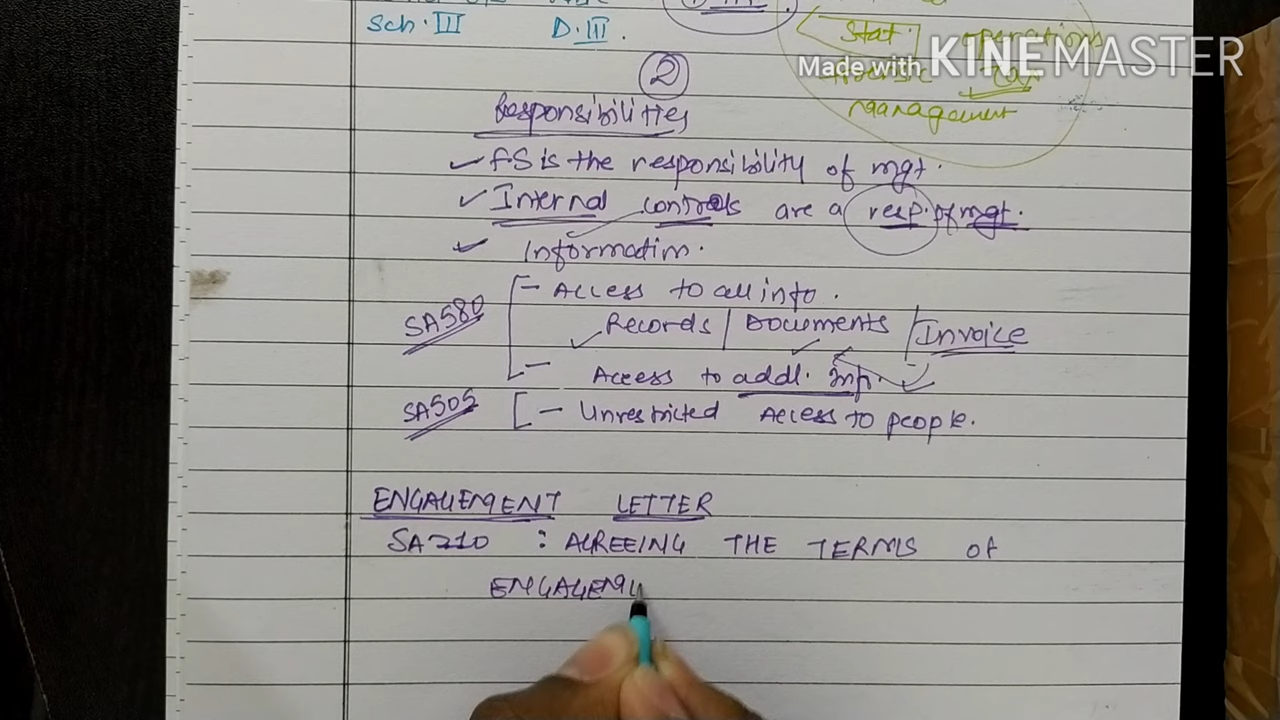 Sch. III D. III.
Stat. operations
Made with KINEMASTER
management
2
Responsibilities
FS is the responsibility of mgt.
Internal controls are a resp. of mgt.
Information.
- Access to all info.
SA580
Records | Documents | Invoice
- Access to addl. inf.
SA505 - Unrestricted Access to people.
ENGAGEMENT LETTER
SA210 : AGREEING THE TERMS OF
ENGAGEM